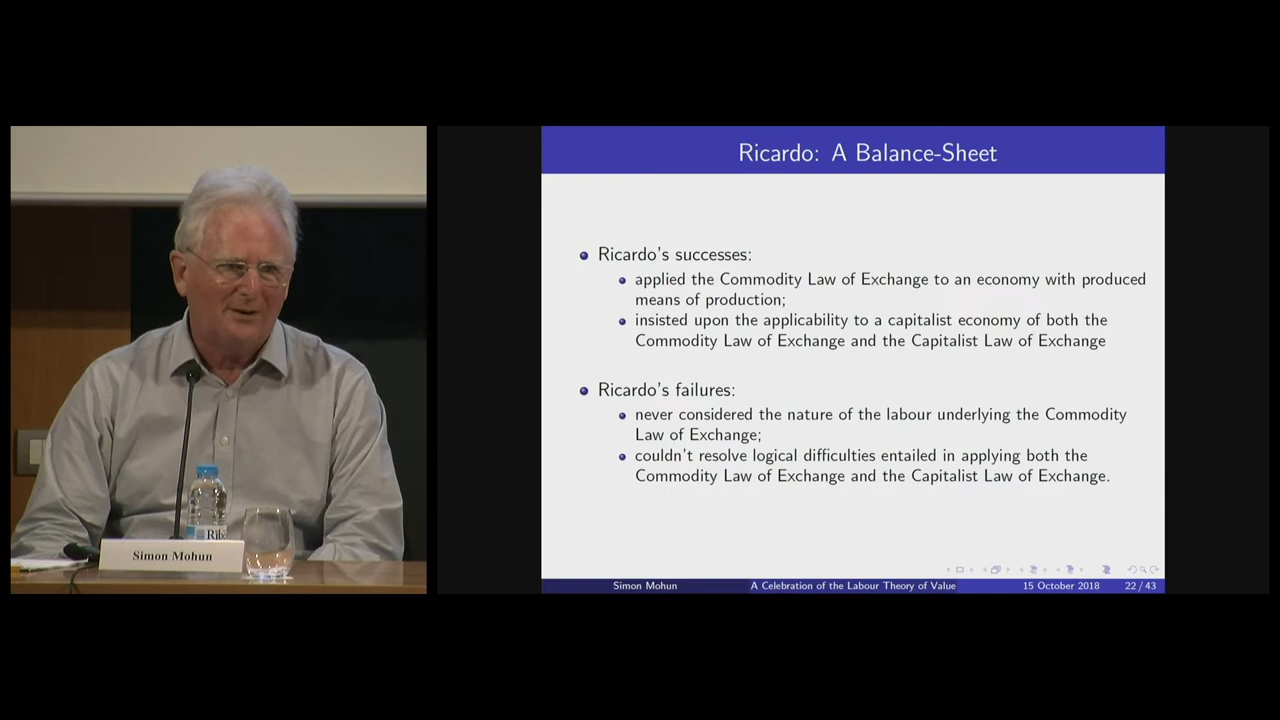 Ricardo: A Balance-Sheet
Ricardo's successes:
applied the Commodity Law of Exchange to an economy with produced
means of production;
insisted upon the applicability to a capitalist economy of both the
Commodity Law of Exchange and the Capitalist Law of Exchange
Ricardo's failures:
never considered the nature of the labour underlying the Commodity
Law of Exchange;
couldn't resolve logical difficulties entailed in applying both the
Commodity Law of Exchange and the Capitalist Law of Exchange.
Simon Mohun A Celebration of the Labour Theory of Value 15 October 2018 22 / 43
Simon Mohun